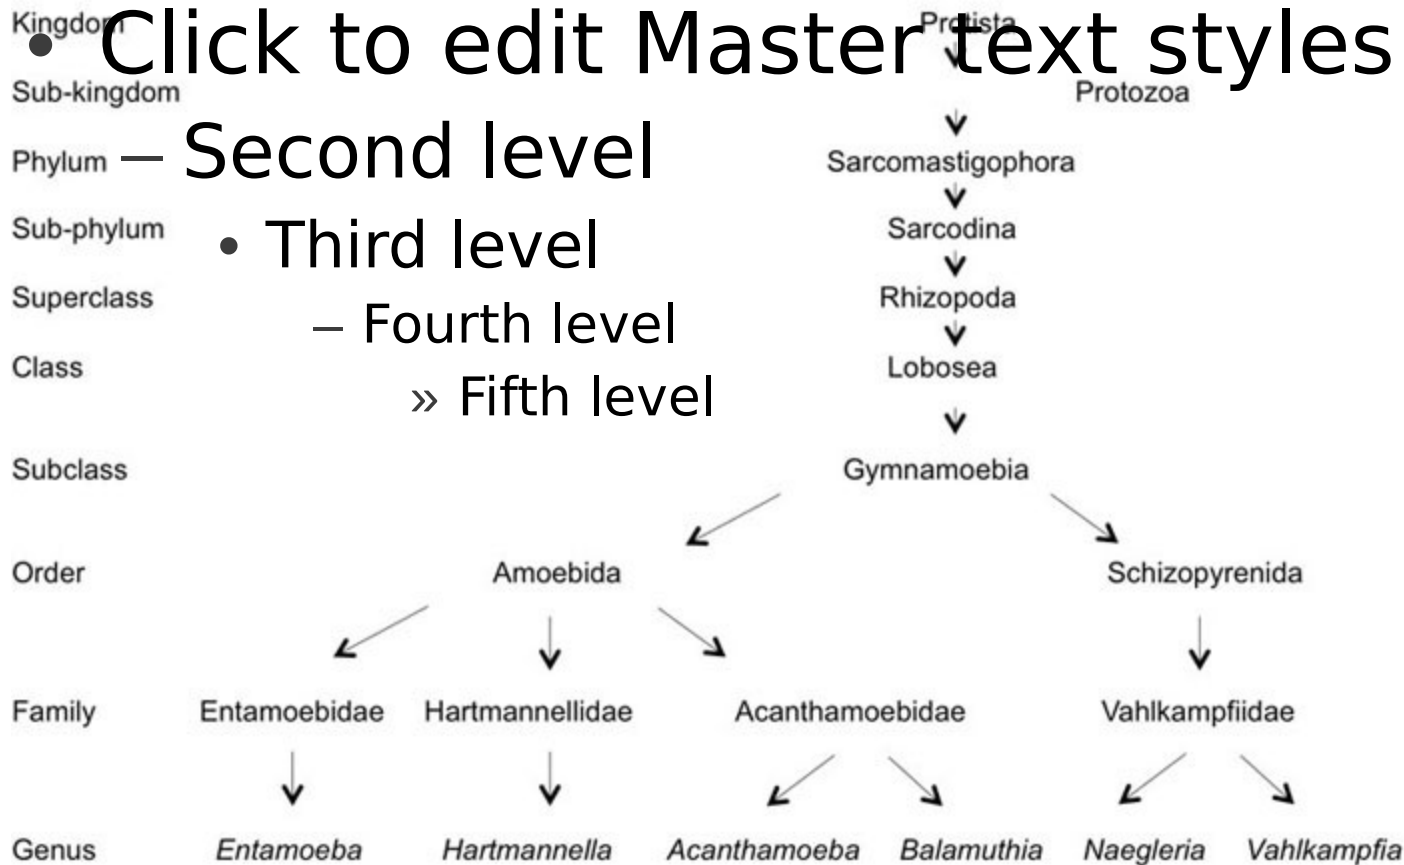 Kingdom Protista
• Click to edit Master text styles
Sub-kingdom Protozoa
Phylum Sarcomastigophora
– Second level
Sub-phylum Sarcodina
• Third level
Superclass Rhizopoda
– Fourth level
Class Lobosea
» Fifth level
Subclass Gymnamoebia
Order Amoebida Schizopyrenida
Family Entamoebidae Hartmannellidae Acanthamoebidae Vahlkampfiidae
Genus Entamoeba Hartmannella Acanthamoeba Balamuthia Naegleria Vahlkampfia